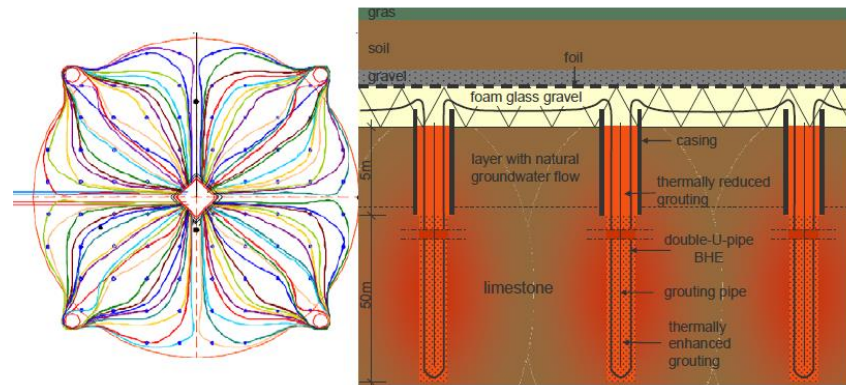 gras
soil
gravel
foil
foam glass gravel
casing
layer with natural
groundwater flow
5m
thermally reduced
grouting
double-U-pipe
BHE
limestone
grouting pipe
50m
thermally
enhanced
grouting